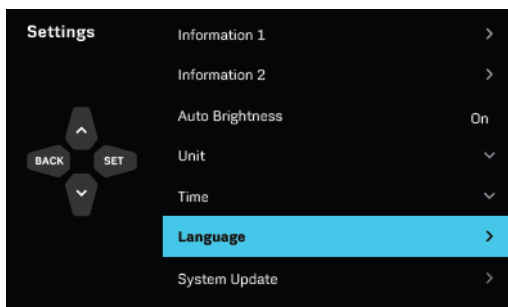 Settings
Information 1
Information 2
Auto Brightness On
BACK SET
Unit
Time
Language
System Update